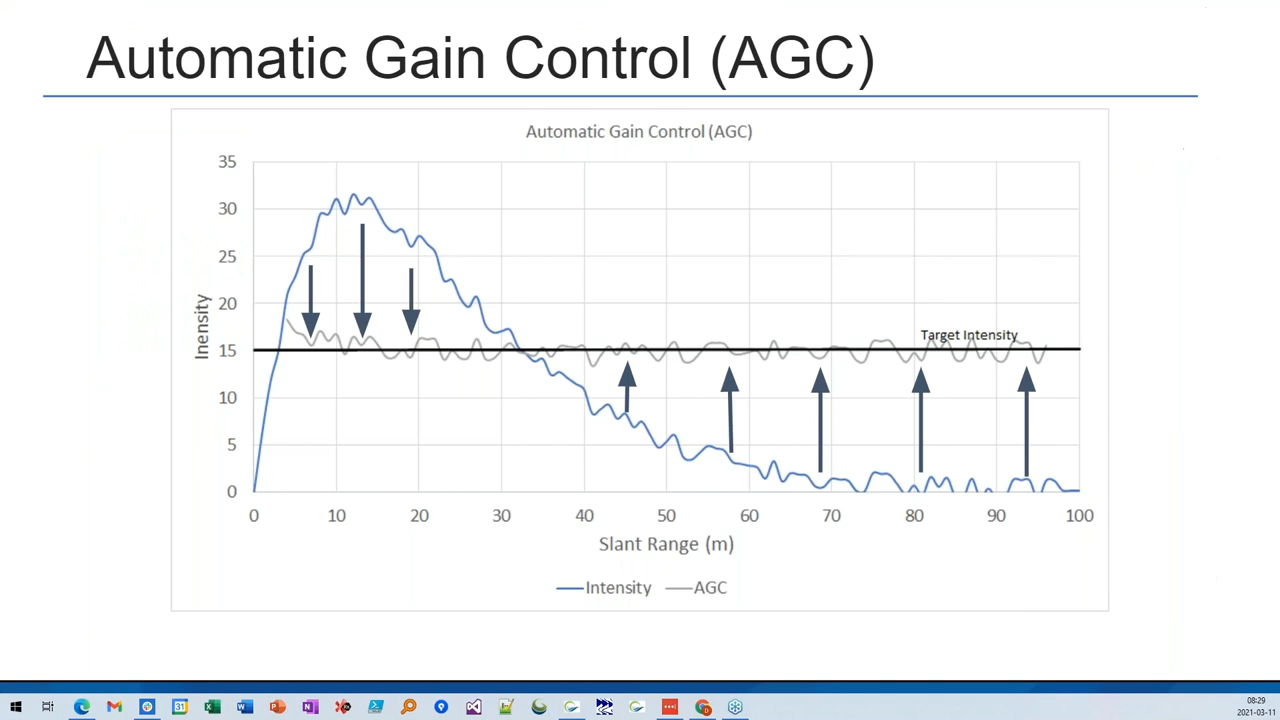 Automatic Gain Control (AGC)
Automatic Gain Control (AGC)
35
30
25
20
15
10
5
0
Inensity
Target Intensity
0 10 20 30 40 50 60 70 80 90 100
Slant Range (m)
Intensity AGC
08:29
2021-03-11